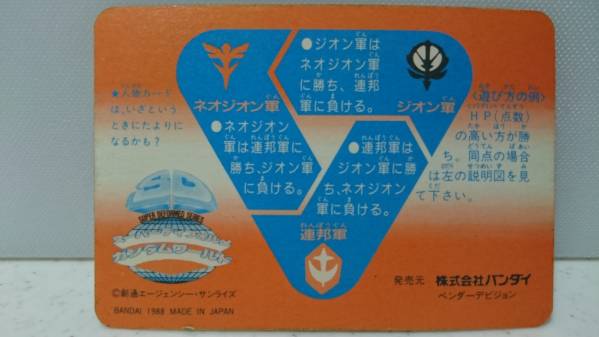 ★人物カード
は、いざという
ときにたよりに
なるかも？
ネオジオン軍
●ジオン軍は
ネオジオン軍
に勝ち、連邦
軍に負ける。
ジオン軍
●ネオジオン
軍は連邦軍に
勝ち、ジオン軍
に負ける。
●連邦軍は
ジオン軍に勝
ち、ネオジオン
軍に負ける。
連邦軍
〈遊び方の例〉
HP(点数)
の高い方が勝
ち。同点の場合
は左の説明図を見
て下さい。
SUPER DEFORMED SERIES
ガンダムワールド
©創通エージェンシー・サンライズ
BANDAI 1988 MADE IN JAPAN
発売元 株式会社バンダイ
ベンダーデビジョン